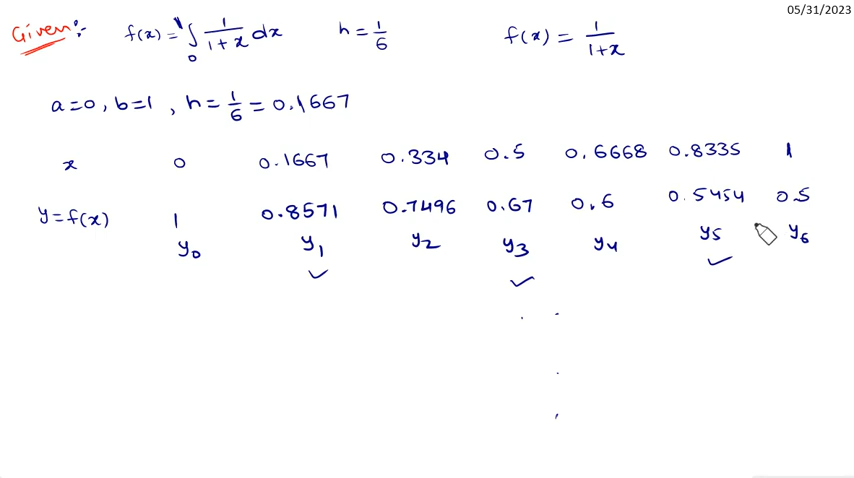 05/31/2023
Given:- f(x) = ∫₀¹ 1/(1+x) dx h = 1/6 f(x) = 1/(1+x)
a=0, b=1, h = 1/6 = 0.1667
x 0 0.1667 0.334 0.5 0.6668 0.8335 1
y=f(x) 1 0.8571 0.7496 0.67 0.6 0.5454 0.5
y₀ y₁ y₂ y₃ y₄ y₅ y₆